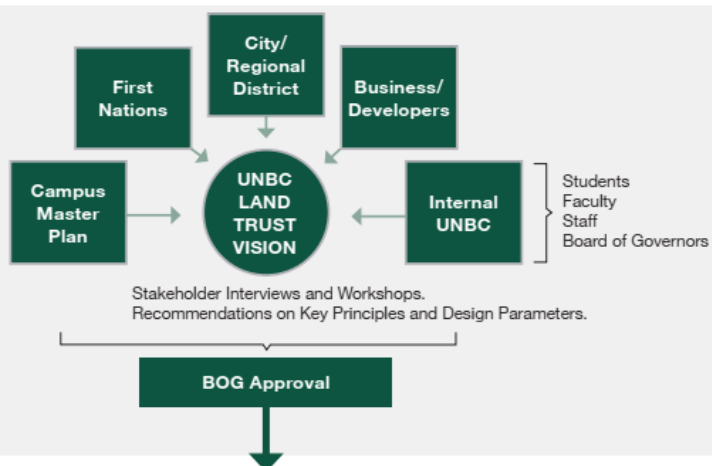 City/
Regional
District
First
Nations
Business/
Developers
Campus
Master
Plan
UNBC
LAND
TRUST
VISION
Internal
UNBC
Students
Faculty
Staff
Board of Governors
Stakeholder Interviews and Workshops.
Recommendations on Key Principles and Design Parameters.
BOG Approval